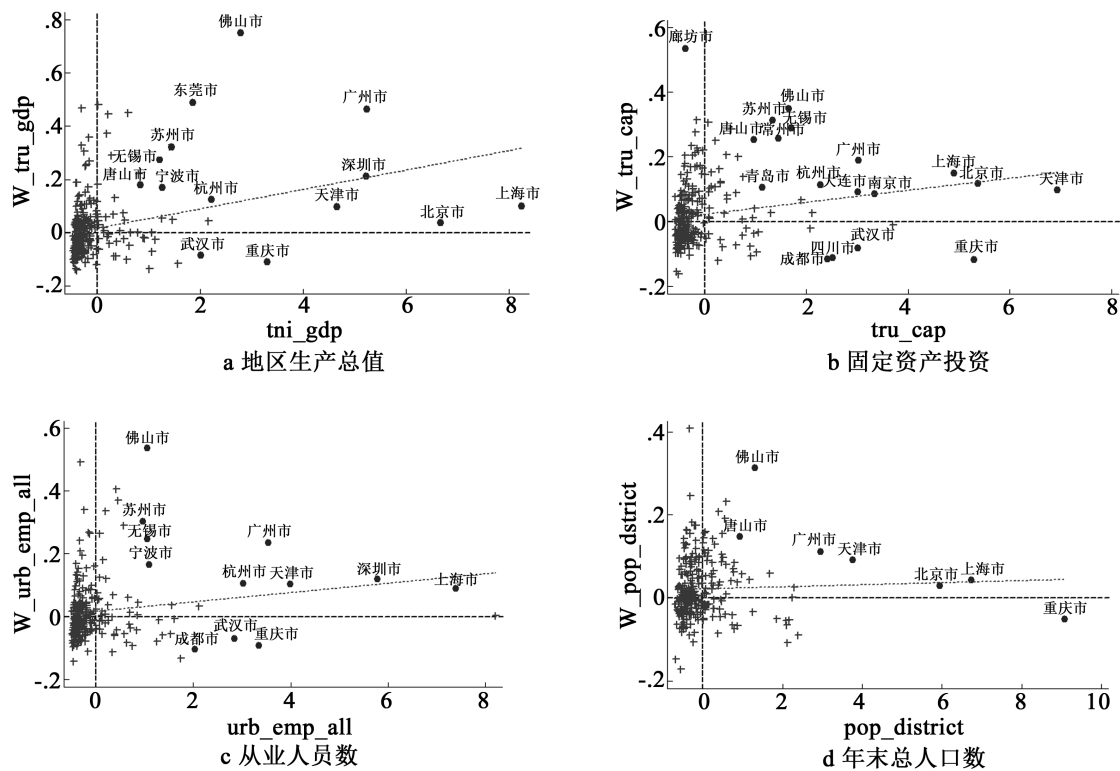 .8
.6
.4
.2
0
-.2
W_tru_gdp
佛山市
东莞市
广州市
苏州市
无锡市
唐山市
宁波市
杭州市
深圳市
天津市
北京市
上海市
武汉市
重庆市
0 2 4 6 8
tni_gdp
a 地区生产总值
.6
.4
.2
0
-.2
W_tru_cap
廊坊市
佛山市
苏州市
无锡市
唐山市
常州市
广州市
青岛市
杭州市
大连市
南京市
上海市
北京市
天津市
武汉市
四川市
成都市
重庆市
0 2 4 6 8
tru_cap
b 固定资产投资
.6
.4
.2
0
-.2
W_urb_emp_all
佛山市
苏州市
无锡市
宁波市
广州市
杭州市
天津市
深圳市
上海市
武汉市
成都市
重庆市
0 2 4 6 8
urb_emp_all
c 从业人员数
.4
.2
0
-.2
W_pop_dstrict
佛山市
唐山市
广州市
天津市
北京市
上海市
重庆市
0 2 4 6 8 10
pop_district
d 年末总人口数